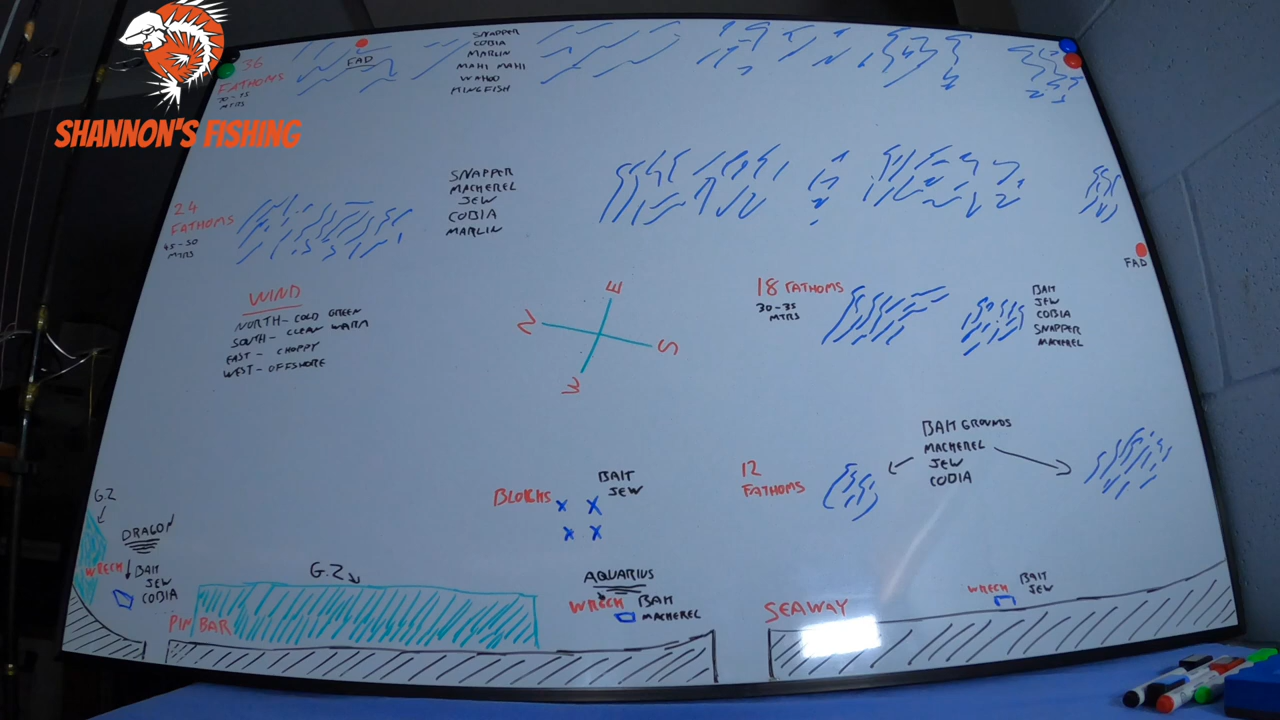 SHANNON'S FISHING
36
FATHOMS
70-75
MTRS
FAD
SNAPPER
COBIA
MARLIN
MAHI MAHI
WAHOO
KINGFISH
24
FATHOMS
45-50
MTRS
SNAPPER
MACKEREL
JEW
COBIA
MARLIN
FAD
WIND
NORTH- COLD GREEN
SOUTH- CLEAN WARM
EAST - CHOPPY
WEST- OFFSHORE
E
N
S
W
18 FATHOMS
30-35
MTRS
BAIT
JEW
COBIA
SNAPPER
MACKEREL
12
FATHOMS
BAIT GROUNDS
MACKEREL
JEW
COBIA
BLOCKS
BAIT
JEW
G.Z
DRAGON
WRECK
BAIT
JEW
COBIA
PIN BAR
G.Z
AQUARIUS
WRECK
BAIT
MACKEREL
SEAWAY
WRECK
BAIT
JEW